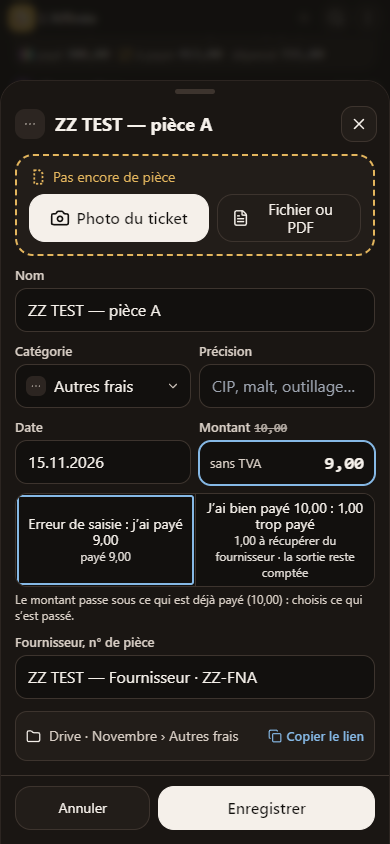 ZZ TEST — pièce A
Pas encore de pièce
Photo du ticket
Fichier ou
PDF
Nom
ZZ TEST — pièce A
Catégorie
Précision
Autres frais
CIP, malt, outillage…
Date
Montant 10,00
15.11.2026
sans TVA 9,00
Erreur de saisie : j’ai payé
9,00
payé 9,00
J’ai bien payé 10,00 : 1,00
trop payé
1,00 à récupérer du
fournisseur · la sortie reste
comptée
Le montant passe sous ce qui est déjà payé (10,00) : choisis ce qui
s’est passé.
Fournisseur, n° de pièce
ZZ TEST — Fournisseur · ZZ-FNA
Drive · Novembre › Autres frais
Copier le lien
Annuler
Enregistrer